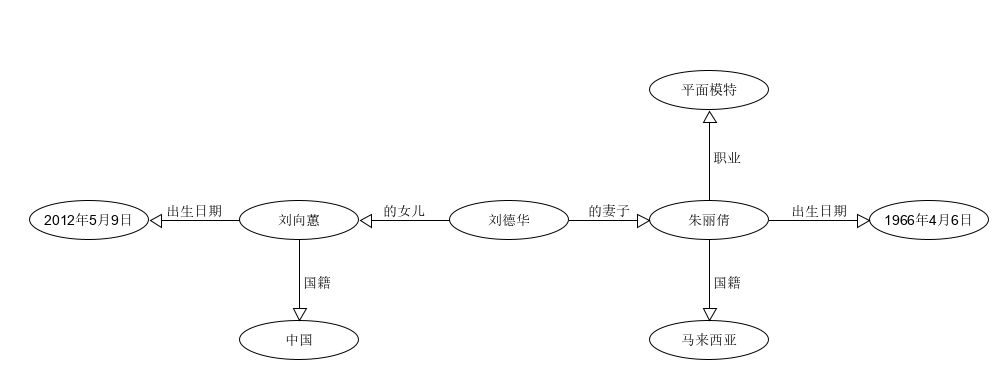 平面模特
职业
2012年5月9日
出生日期
刘向蕙
的女儿
刘德华
的妻子
朱丽倩
出生日期
1966年4月6日
国籍
国籍
中国
马来西亚